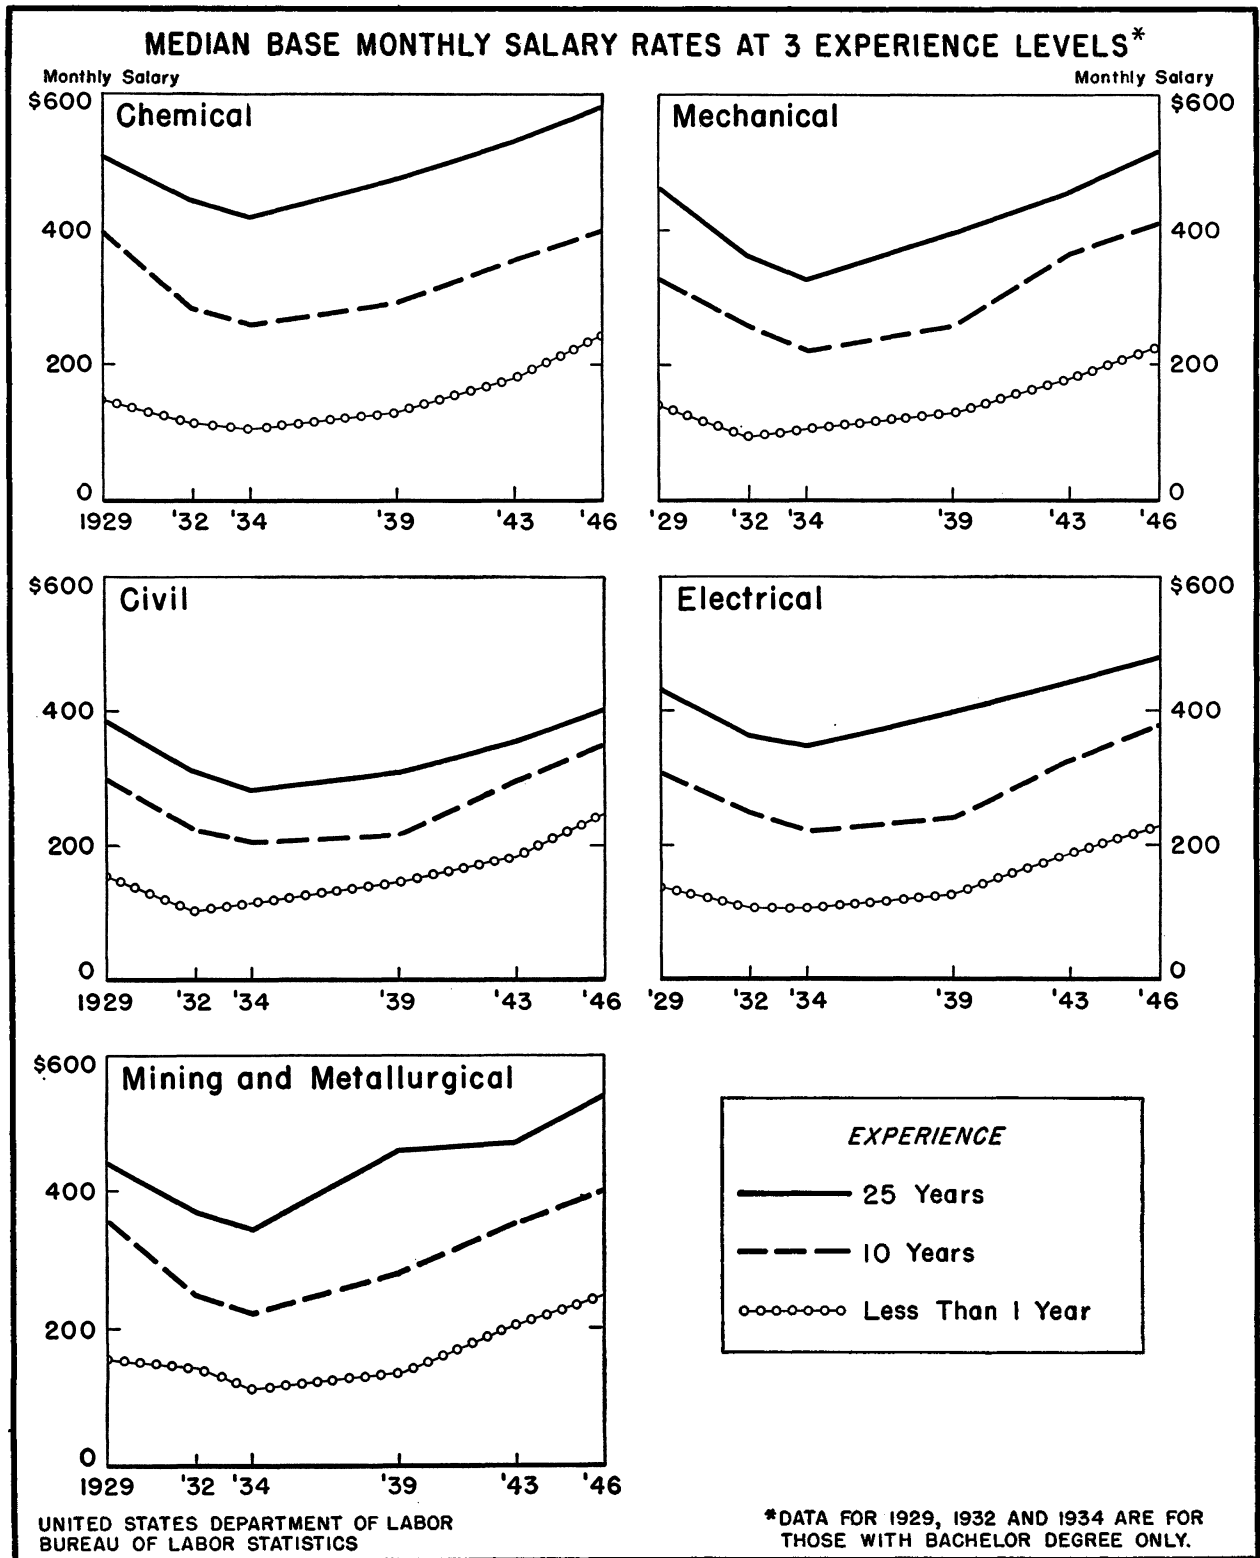 MEDIAN BASE MONTHLY SALARY RATES AT 3 EXPERIENCE LEVELS*
Monthly Salary
Monthly Salary
$600
Chemical
400
200
0
1929 '32 '34 '39 '43 '46
Mechanical
$600
400
200
0
'29 '32 '34 '39 '43 '46
$600
Civil
400
200
0
1929 '32 '34 '39 '43 '46
Electrical
$600
400
200
0
'29 '32 '34 '39 '43 '46
$600
Mining and Metallurgical
400
200
0
1929 '32 '34 '39 '43 '46
EXPERIENCE
25 Years
10 Years
Less Than 1 Year
UNITED STATES DEPARTMENT OF LABOR
BUREAU OF LABOR STATISTICS
*DATA FOR 1929, 1932 AND 1934 ARE FOR
THOSE WITH BACHELOR DEGREE ONLY.